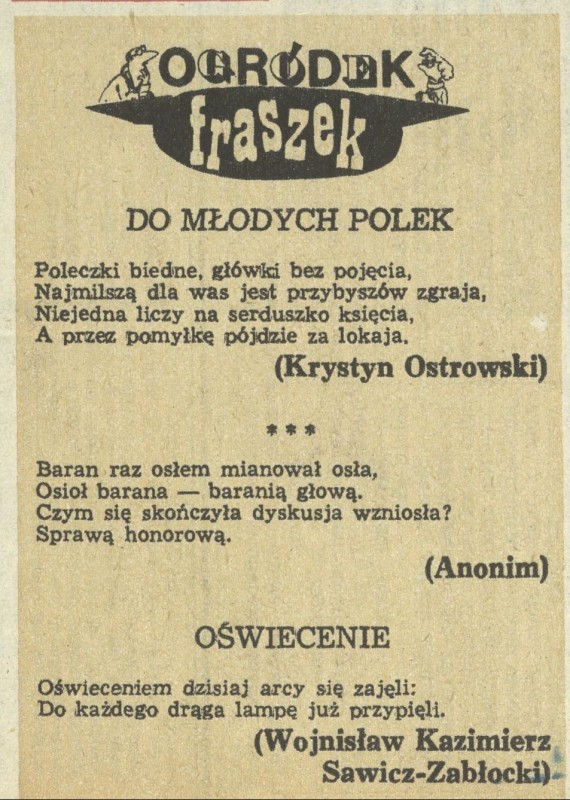 OGRÓDEK
fraszek
DO MŁODYCH POLEK
Poleczki biedne, główki bez pojęcia,
Najmilszą dla was jest przybyszów zgraja,
Niejedna liczy na serduszko księcia,
A przez pomyłkę pójdzie za lokaja.
(Krystyn Ostrowski)
* * *
Baran raz osłem mianował osła,
Osioł barana — baranią głową.
Czym się skończyła dyskusja wzniosła?
Sprawą honorową.
(Anonim)
OŚWIECENIE
Oświeceniem dzisiaj arcy się zajęli:
Do każdego drąga lampę już przypięli.
(Wojnisław Kazimierz
Sawicz-Zabłocki)